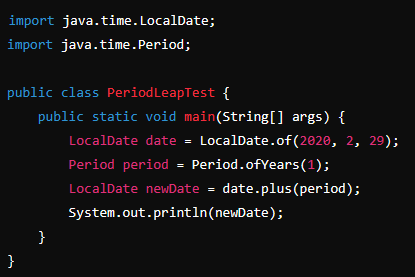 import java.time.LocalDate;
import java.time.Period;

public class PeriodLeapTest {
    public static void main(String[] args) {
        LocalDate date = LocalDate.of(2020, 2, 29);
        Period period = Period.ofYears(1);
        LocalDate newDate = date.plus(period);
        System.out.println(newDate);
    }
}